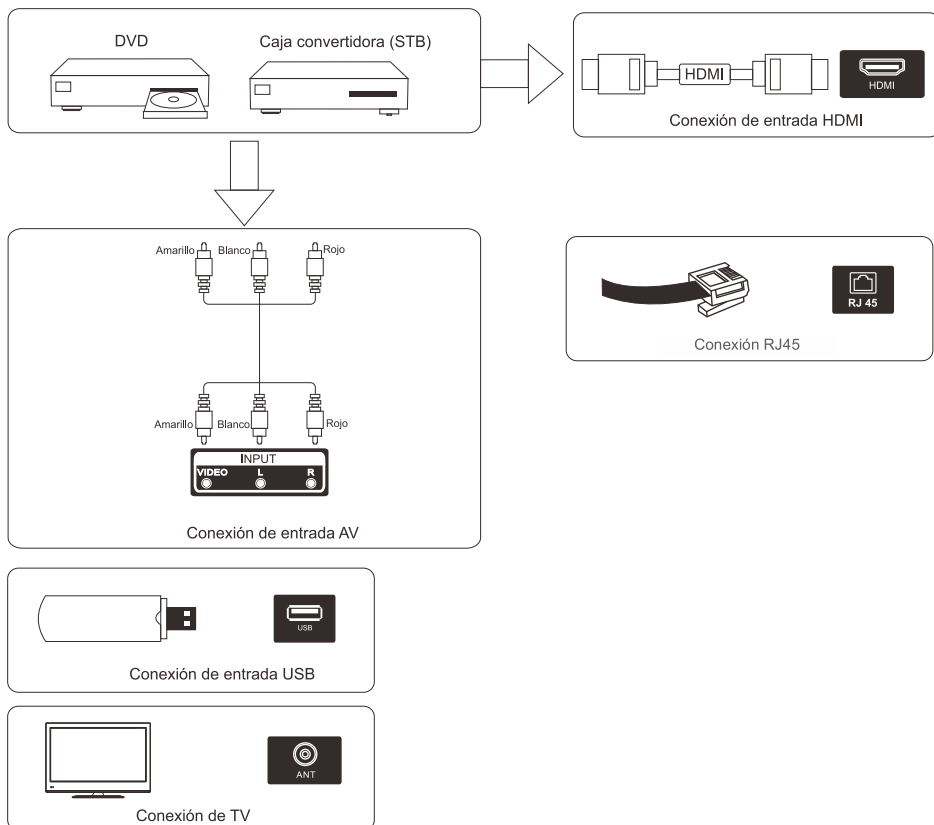 DVD
Caja convertidora (STB)
HDMI
HDMI
Conexión de entrada HDMI
Amarillo Blanco Rojo
Amarillo Blanco Rojo
INPUT
VIDEO L R
Conexión de entrada AV
RJ 45
Conexión RJ45
USB
Conexión de entrada USB
ANT
Conexión de TV